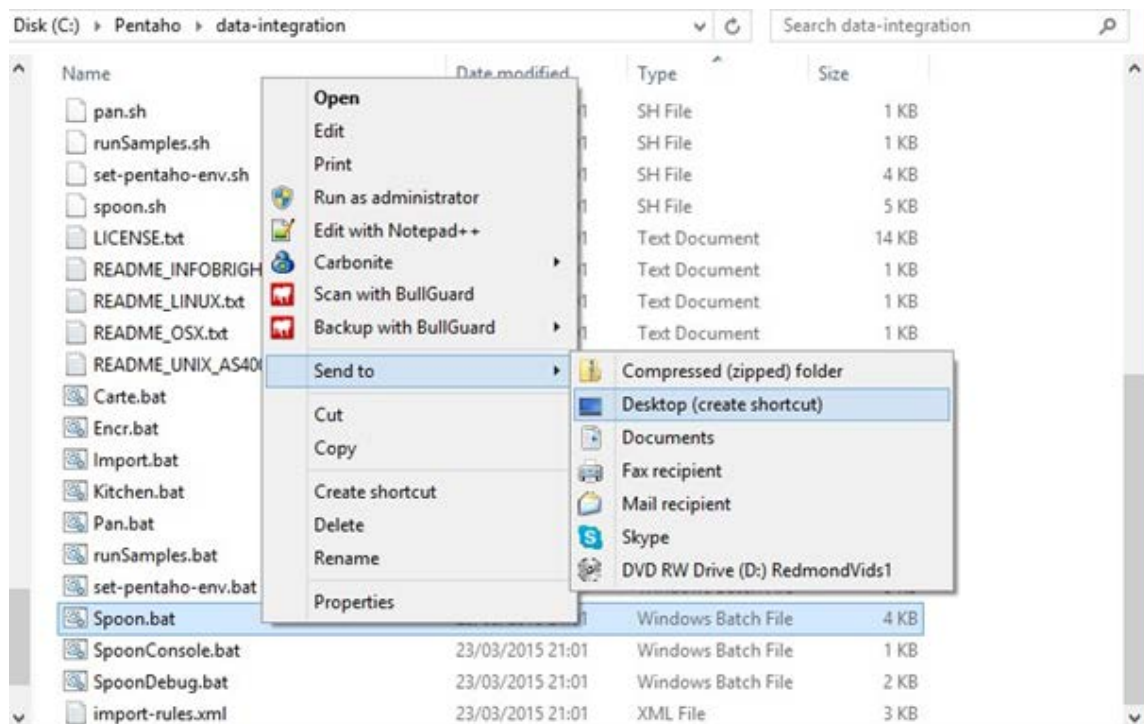 Disk (C:) Pentaho data-integration Search data-integration
Name Date modified Type Size
pan.sh SH File 1 KB
runSamples.sh SH File 1 KB
set-pentaho-env.sh SH File 4 KB
spoon.sh SH File 5 KB
LICENSE.txt Text Document 14 KB
README_INFOBRIGH Text Document 1 KB
README_LINUX.txt Text Document 1 KB
README_OSX.txt Text Document 1 KB
README_UNIX_AS40
Carte.bat
Encr.bat
Import.bat
Kitchen.bat
Pan.bat
runSamples.bat
set-pentaho-env.bat
Spoon.bat Windows Batch File 4 KB
SpoonConsole.bat 23/03/2015 21:01 Windows Batch File 1 KB
SpoonDebug.bat 23/03/2015 21:01 Windows Batch File 2 KB
import-rules.xml 23/03/2015 21:01 XML File 3 KB
Open
Edit
Print
Run as administrator
Edit with Notepad++
Carbonite
Scan with BullGuard
Backup with BullGuard
Send to
Cut
Copy
Create shortcut
Delete
Rename
Properties
Compressed (zipped) folder
Desktop (create shortcut)
Documents
Fax recipient
Mail recipient
Skype
DVD RW Drive (D:) RedmondVids1